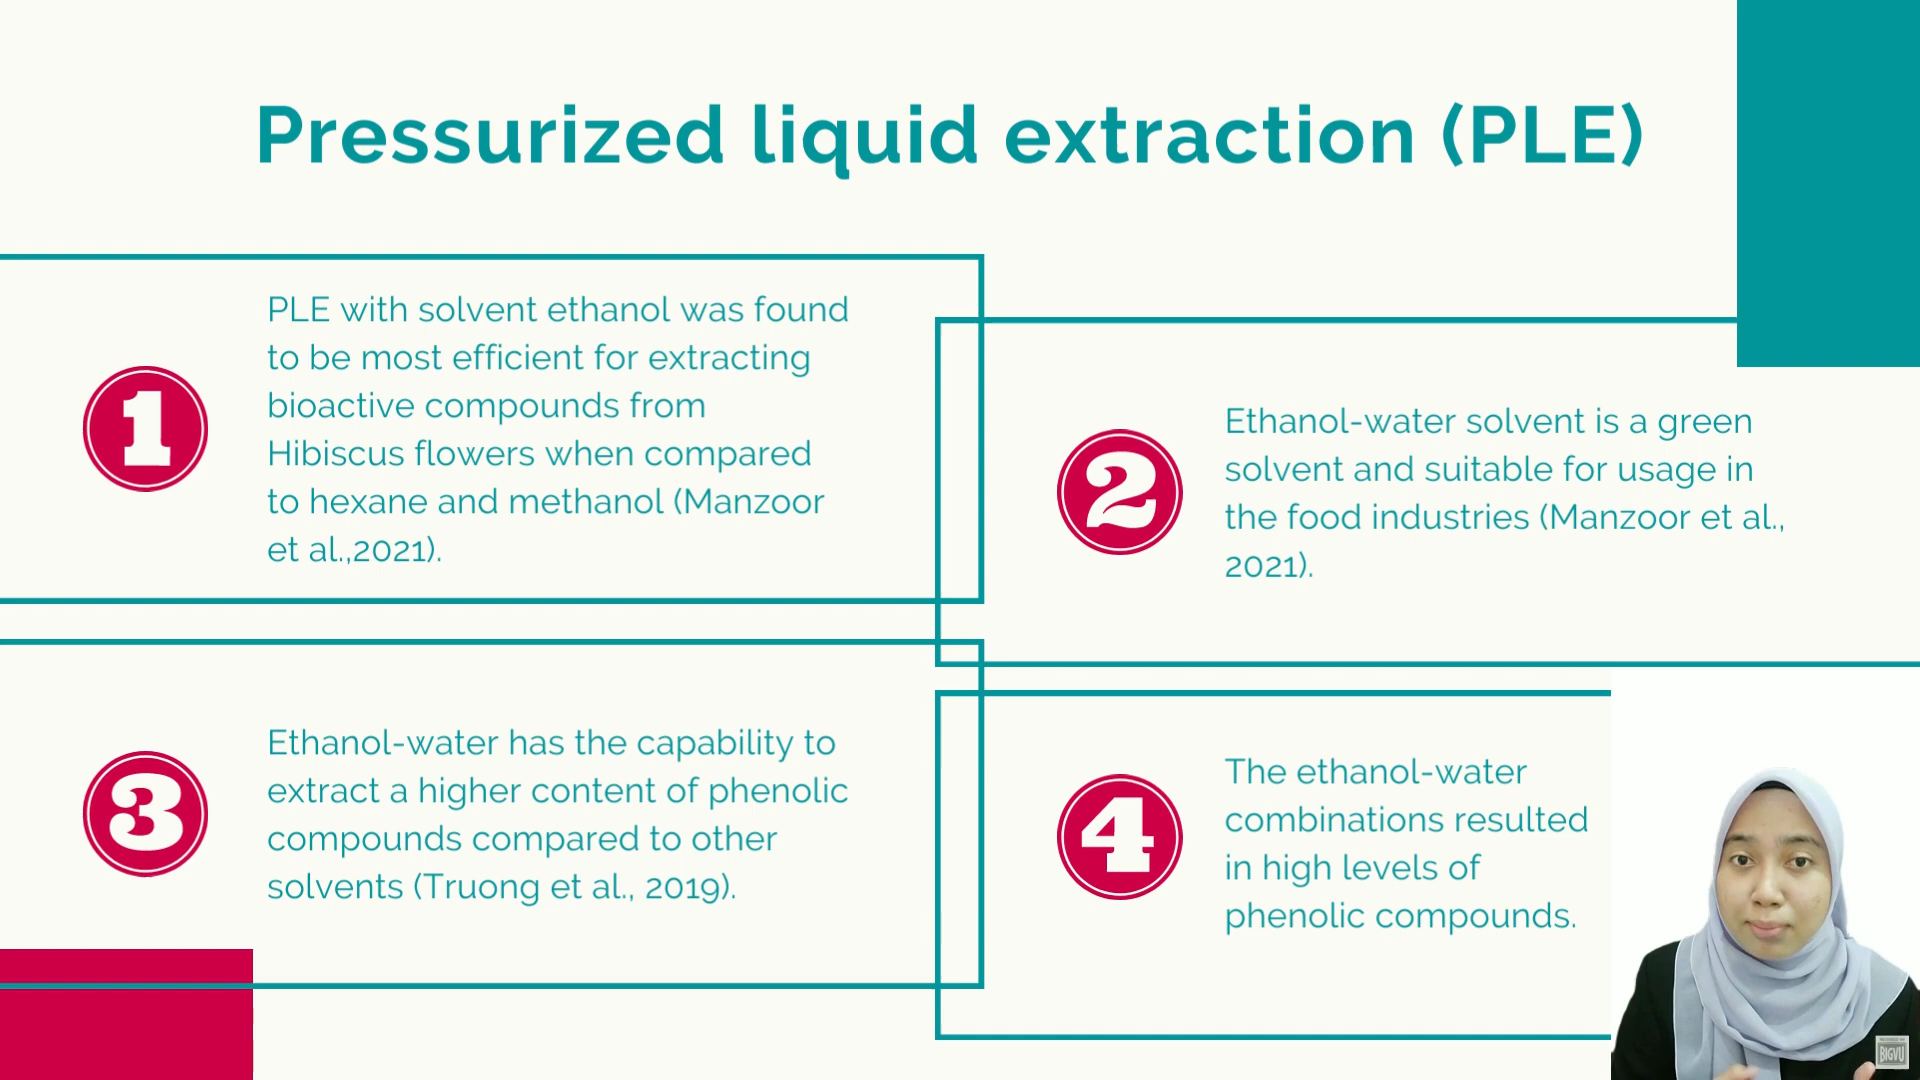 Pressurized liquid extraction (PLE)
1
PLE with solvent ethanol was found
to be most efficient for extracting
bioactive compounds from
Hibiscus flowers when compared
to hexane and methanol (Manzoor
et al.,2021).
2
Ethanol-water solvent is a green
solvent and suitable for usage in
the food industries (Manzoor et al.,
2021).
3
Ethanol-water has the capability to
extract a higher content of phenolic
compounds compared to other
solvents (Truong et al., 2019).
4
The ethanol-water
combinations resulted
in high levels of
phenolic compounds.
BIGVU